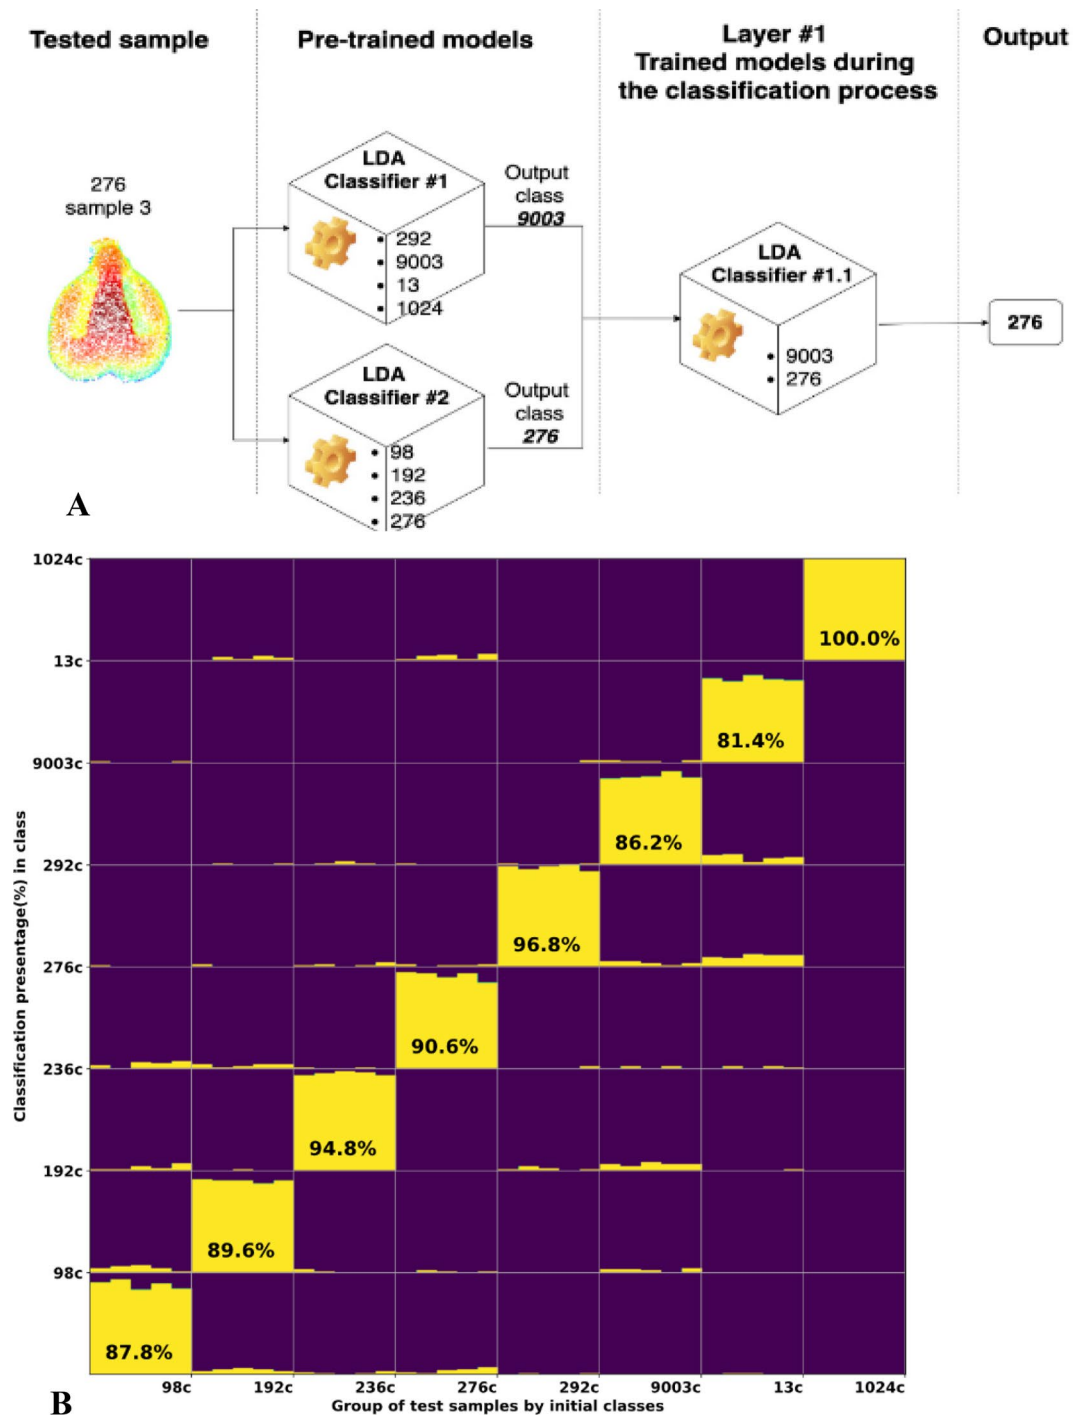 Tested sample
Pre-trained models
Layer #1
Trained models during
the classification process
Output
276
sample 3
LDA
Classifier #1
292
9003
13
1024
Output
class
9003
LDA
Classifier #2
98
192
236
276
Output
class
276
LDA
Classifier #1.1
9003
276
276
A
Classification presentage(%) in class
1024c
13c
9003c
292c
276c
236c
192c
98c
100.0%
81.4%
86.2%
96.8%
90.6%
94.8%
89.6%
87.8%
98c 192c 236c 276c 292c 9003c 13c 1024c
Group of test samples by initial classes
B